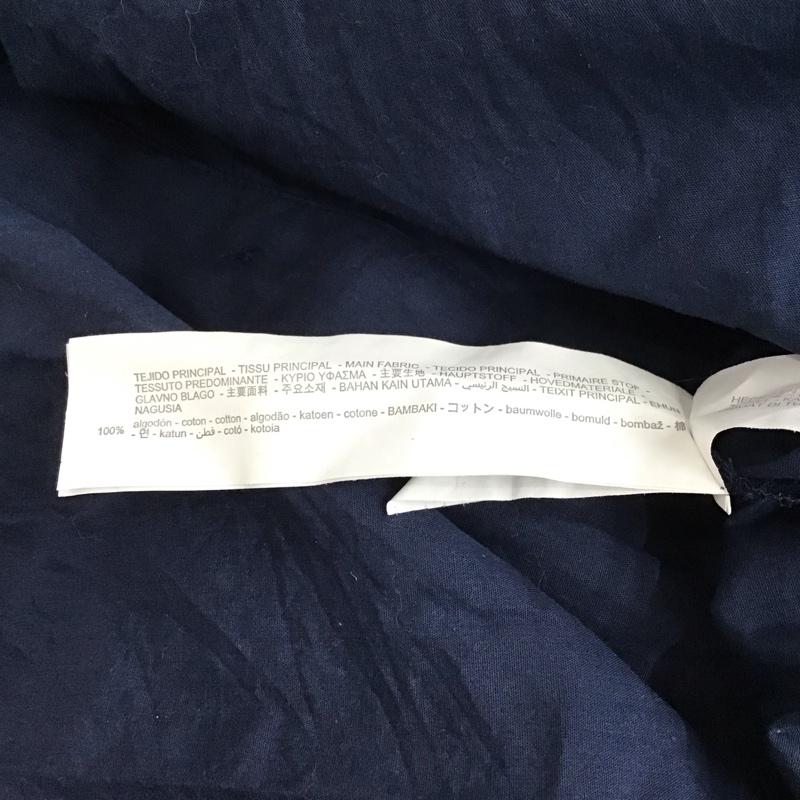 TEJIDO PRINCIPAL - TISSU PRINCIPAL - MAIN FABRIC - TECIDO PRINCIPAL - PRIMAIRE STOF -
TESSUTO PREDOMINANTE - ΚΥΡΙΟ ΥΦΑΣΜΑ - 主要生地 - HAUPTSTOFF - HOVEDMATERIALE -
GLAVNO BLAGO - 主要面料 - 주요소재 - BAHAN KAIN UTAMA - النسيج الرئيسي - TEIXIT PRINCIPAL - EHUN
NAGUSIA
100% algodón - coton - cotton - algodão - katoen - cotone - ΒΑΜΒΑΚΙ - コットン - baumwolle - bomuld - bombaž - 棉
- 면 - katun - قطن - cotó - kotoia